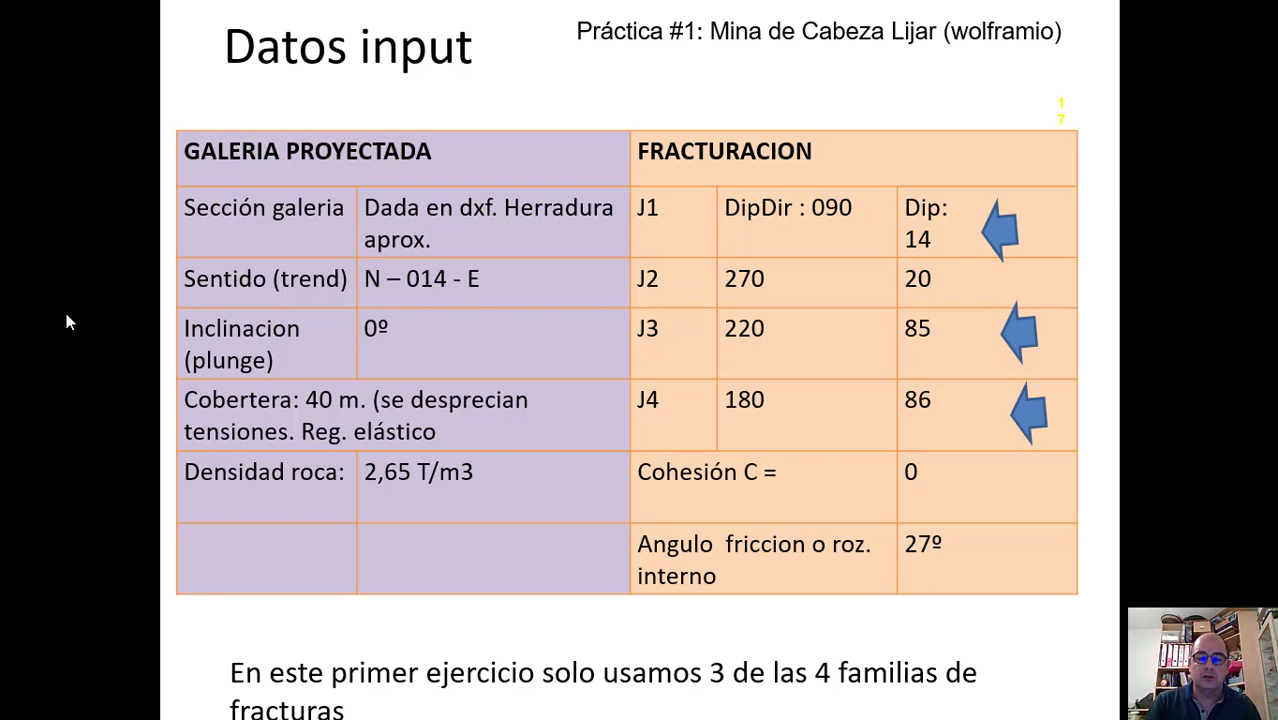 Datos input
Práctica #1: Mina de Cabeza Lijar (wolframio)
1
7
GALERIA PROYECTADA
FRACTURACION
Sección galeria
Dada en dxf. Herradura
aprox.
J1
DipDir : 090
Dip:
14
Sentido (trend)
N – 014 - E
J2
270
20
Inclinacion
(plunge)
0º
J3
220
85
Cobertera: 40 m. (se desprecian
tensiones. Reg. elástico
J4
180
86
Densidad roca:
2,65 T/m3
Cohesión C =
0
Angulo friccion o roz.
interno
27º
En este primer ejercicio solo usamos 3 de las 4 familias de
fracturas